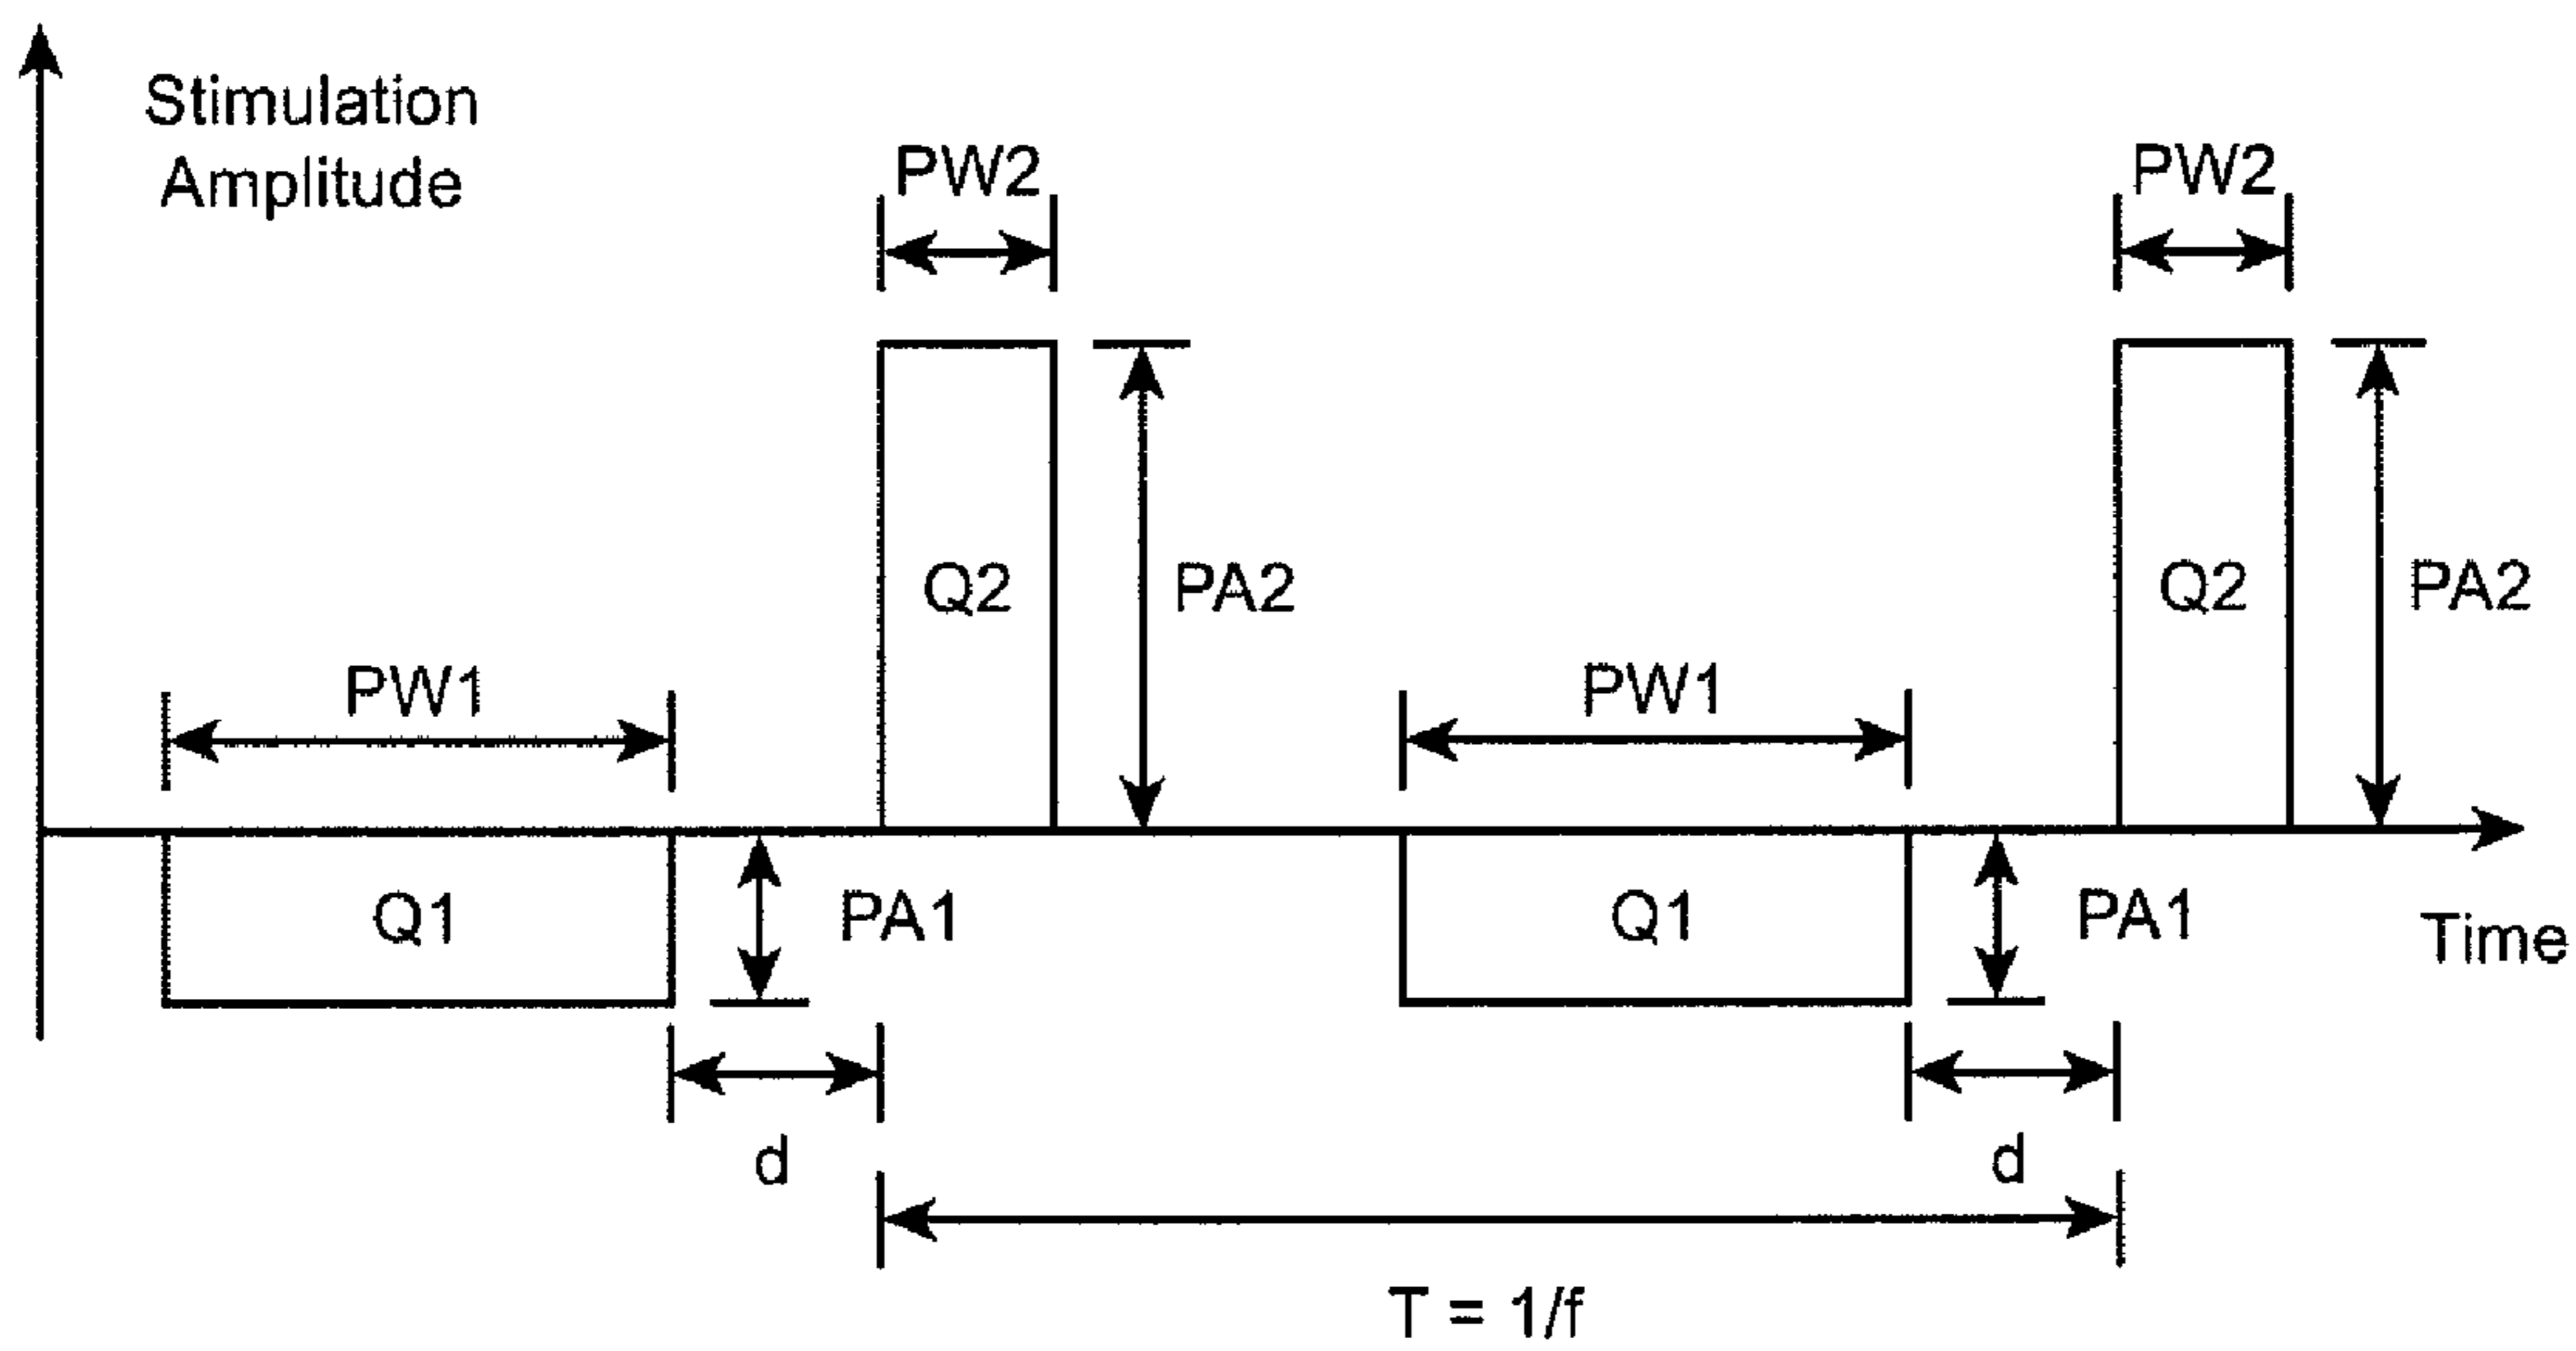 Stimulation
Amplitude
PW2
PW2
Q2
PA2
Q2
PA2
PW1
PW1
Q1
PA1
Q1
PA1
Time
d
d
T = 1/f